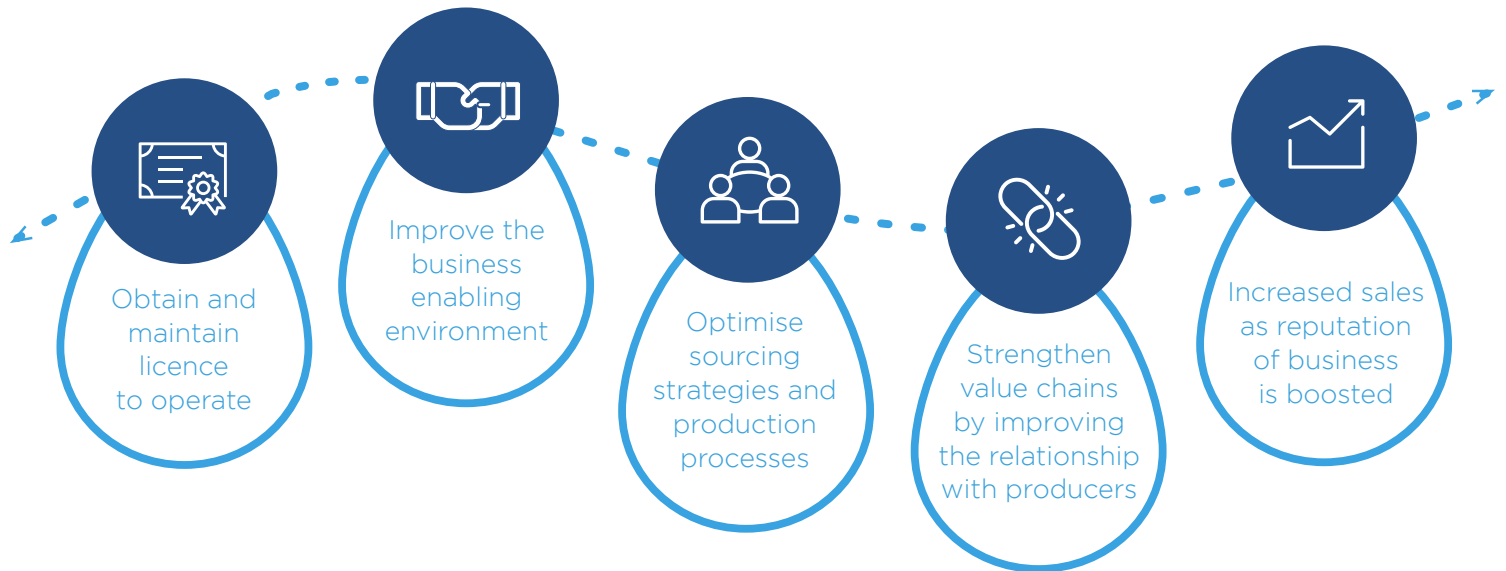 Obtain and
maintain
licence
to operate
Improve the
business
enabling
environment
Optimise
sourcing
strategies and
production
processes
Strengthen
value chains
by improving
the relationship
with producers
Increased sales
as reputation
of business
is boosted